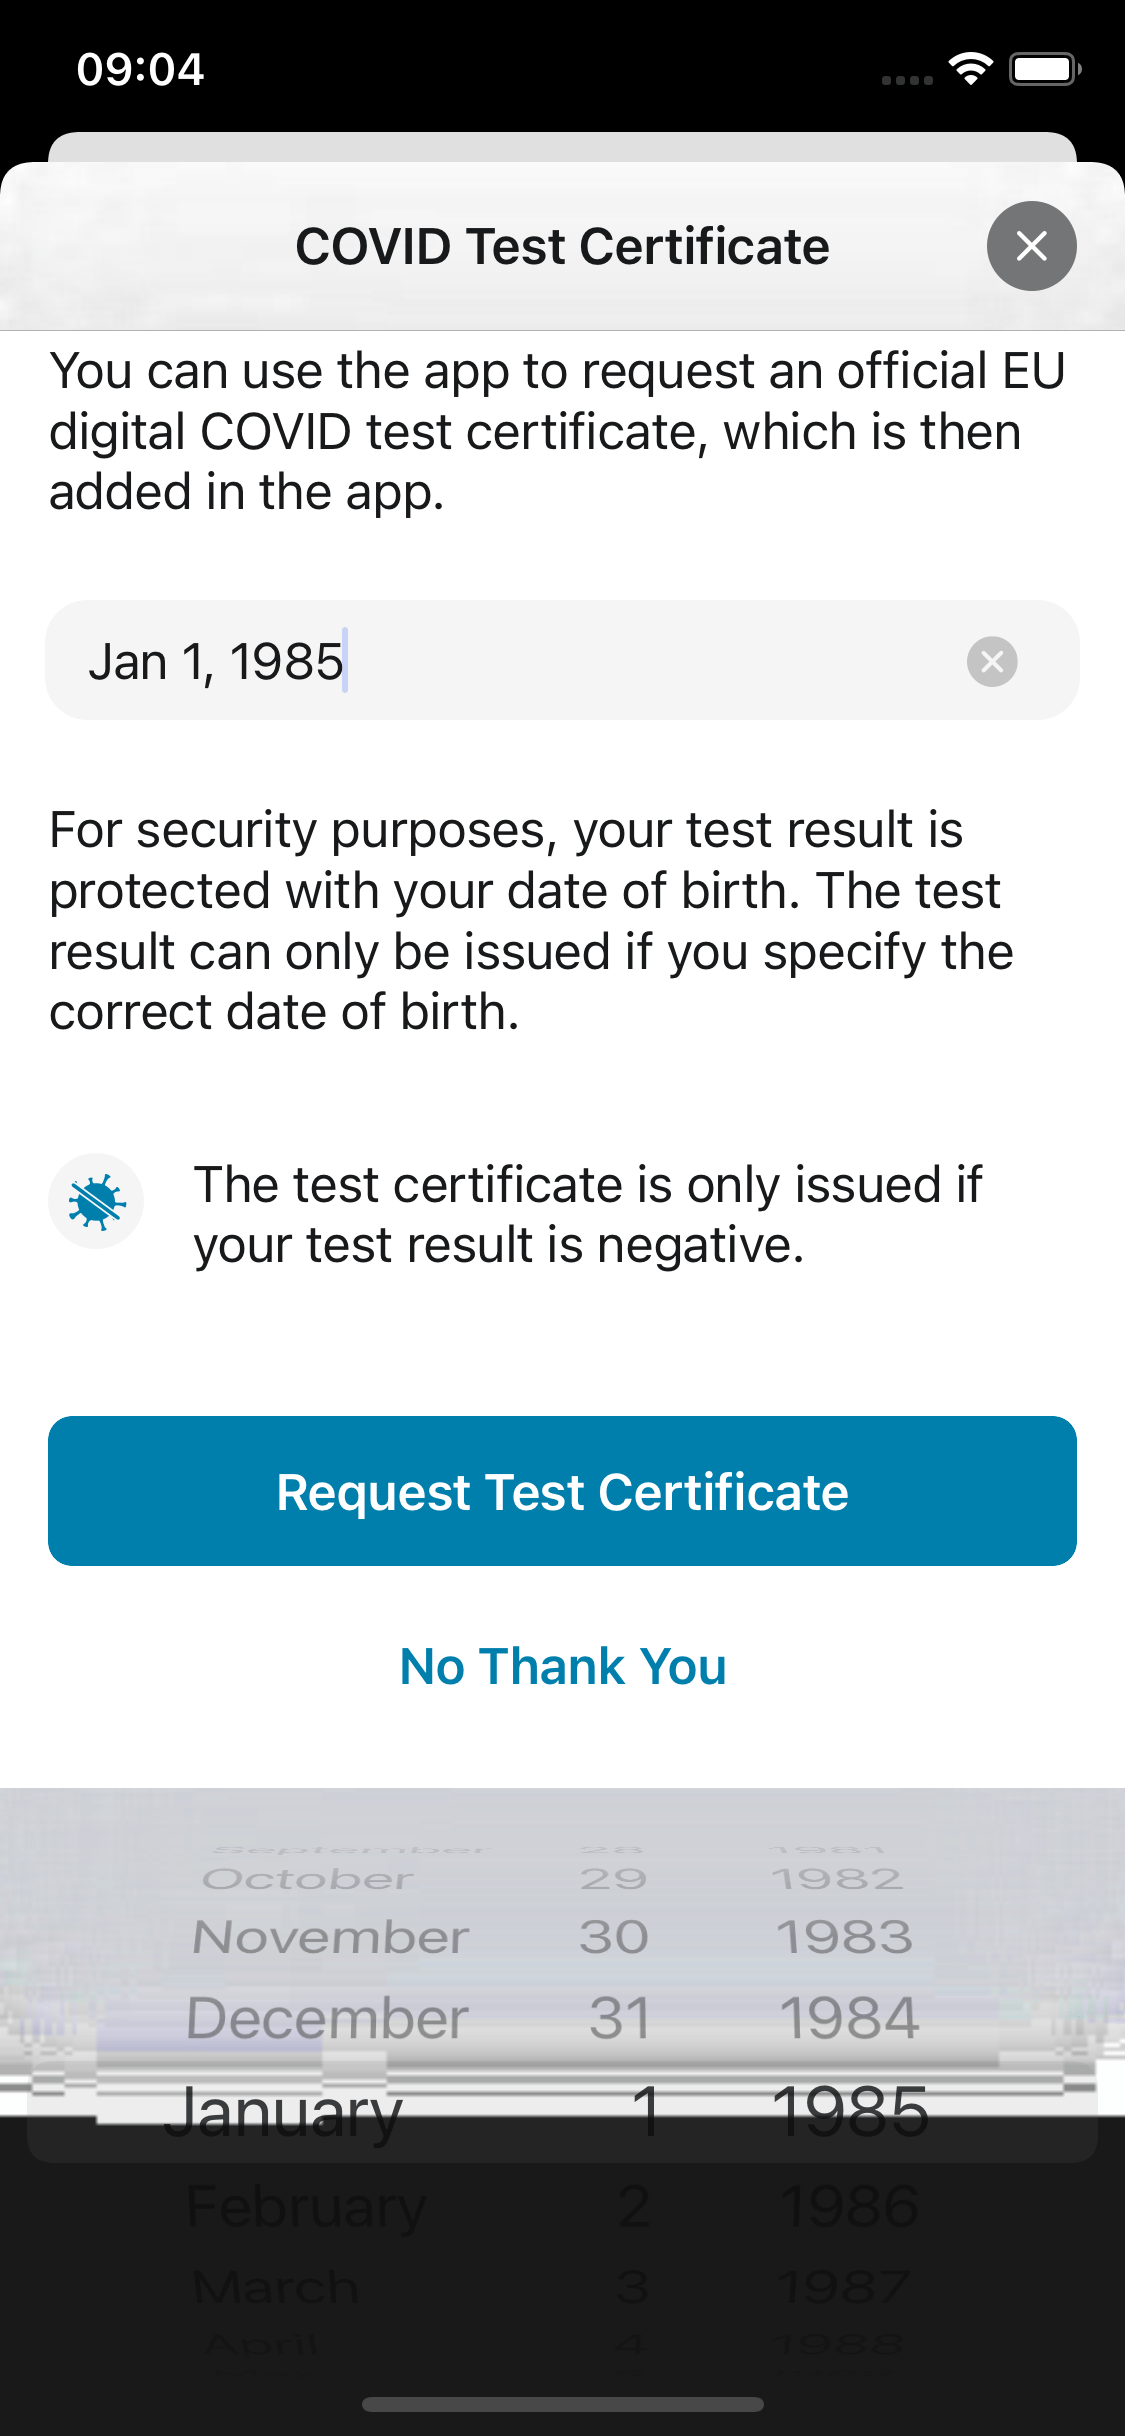 09:04
COVID Test Certificate
You can use the app to request an official EU
digital COVID test certificate, which is then
added in the app.
Jan 1, 1985
For security purposes, your test result is
protected with your date of birth. The test
result can only be issued if you specify the
correct date of birth.
The test certificate is only issued if
your test result is negative.
Request Test Certificate
No Thank You
September 28 1981
October 29 1982
November 30 1983
December 31 1984
January 1 1985
February 2 1986
March 3 1987
April 4 1988